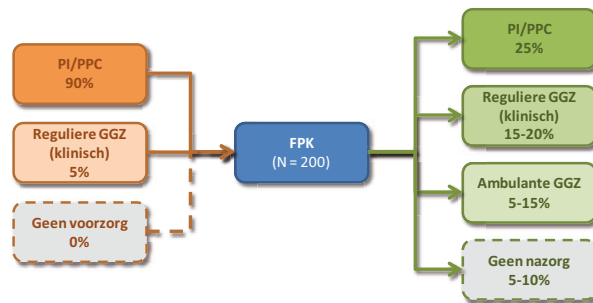 PI/PPC
90%
Reguliere GGZ
(klinisch)
5%
Geen voorzorg
0%
FPK
(N = 200)
PI/PPC
25%
Reguliere GGZ
(klinisch)
15-20%
Ambulante GGZ
5-15%
Geen nazorg
5-10%